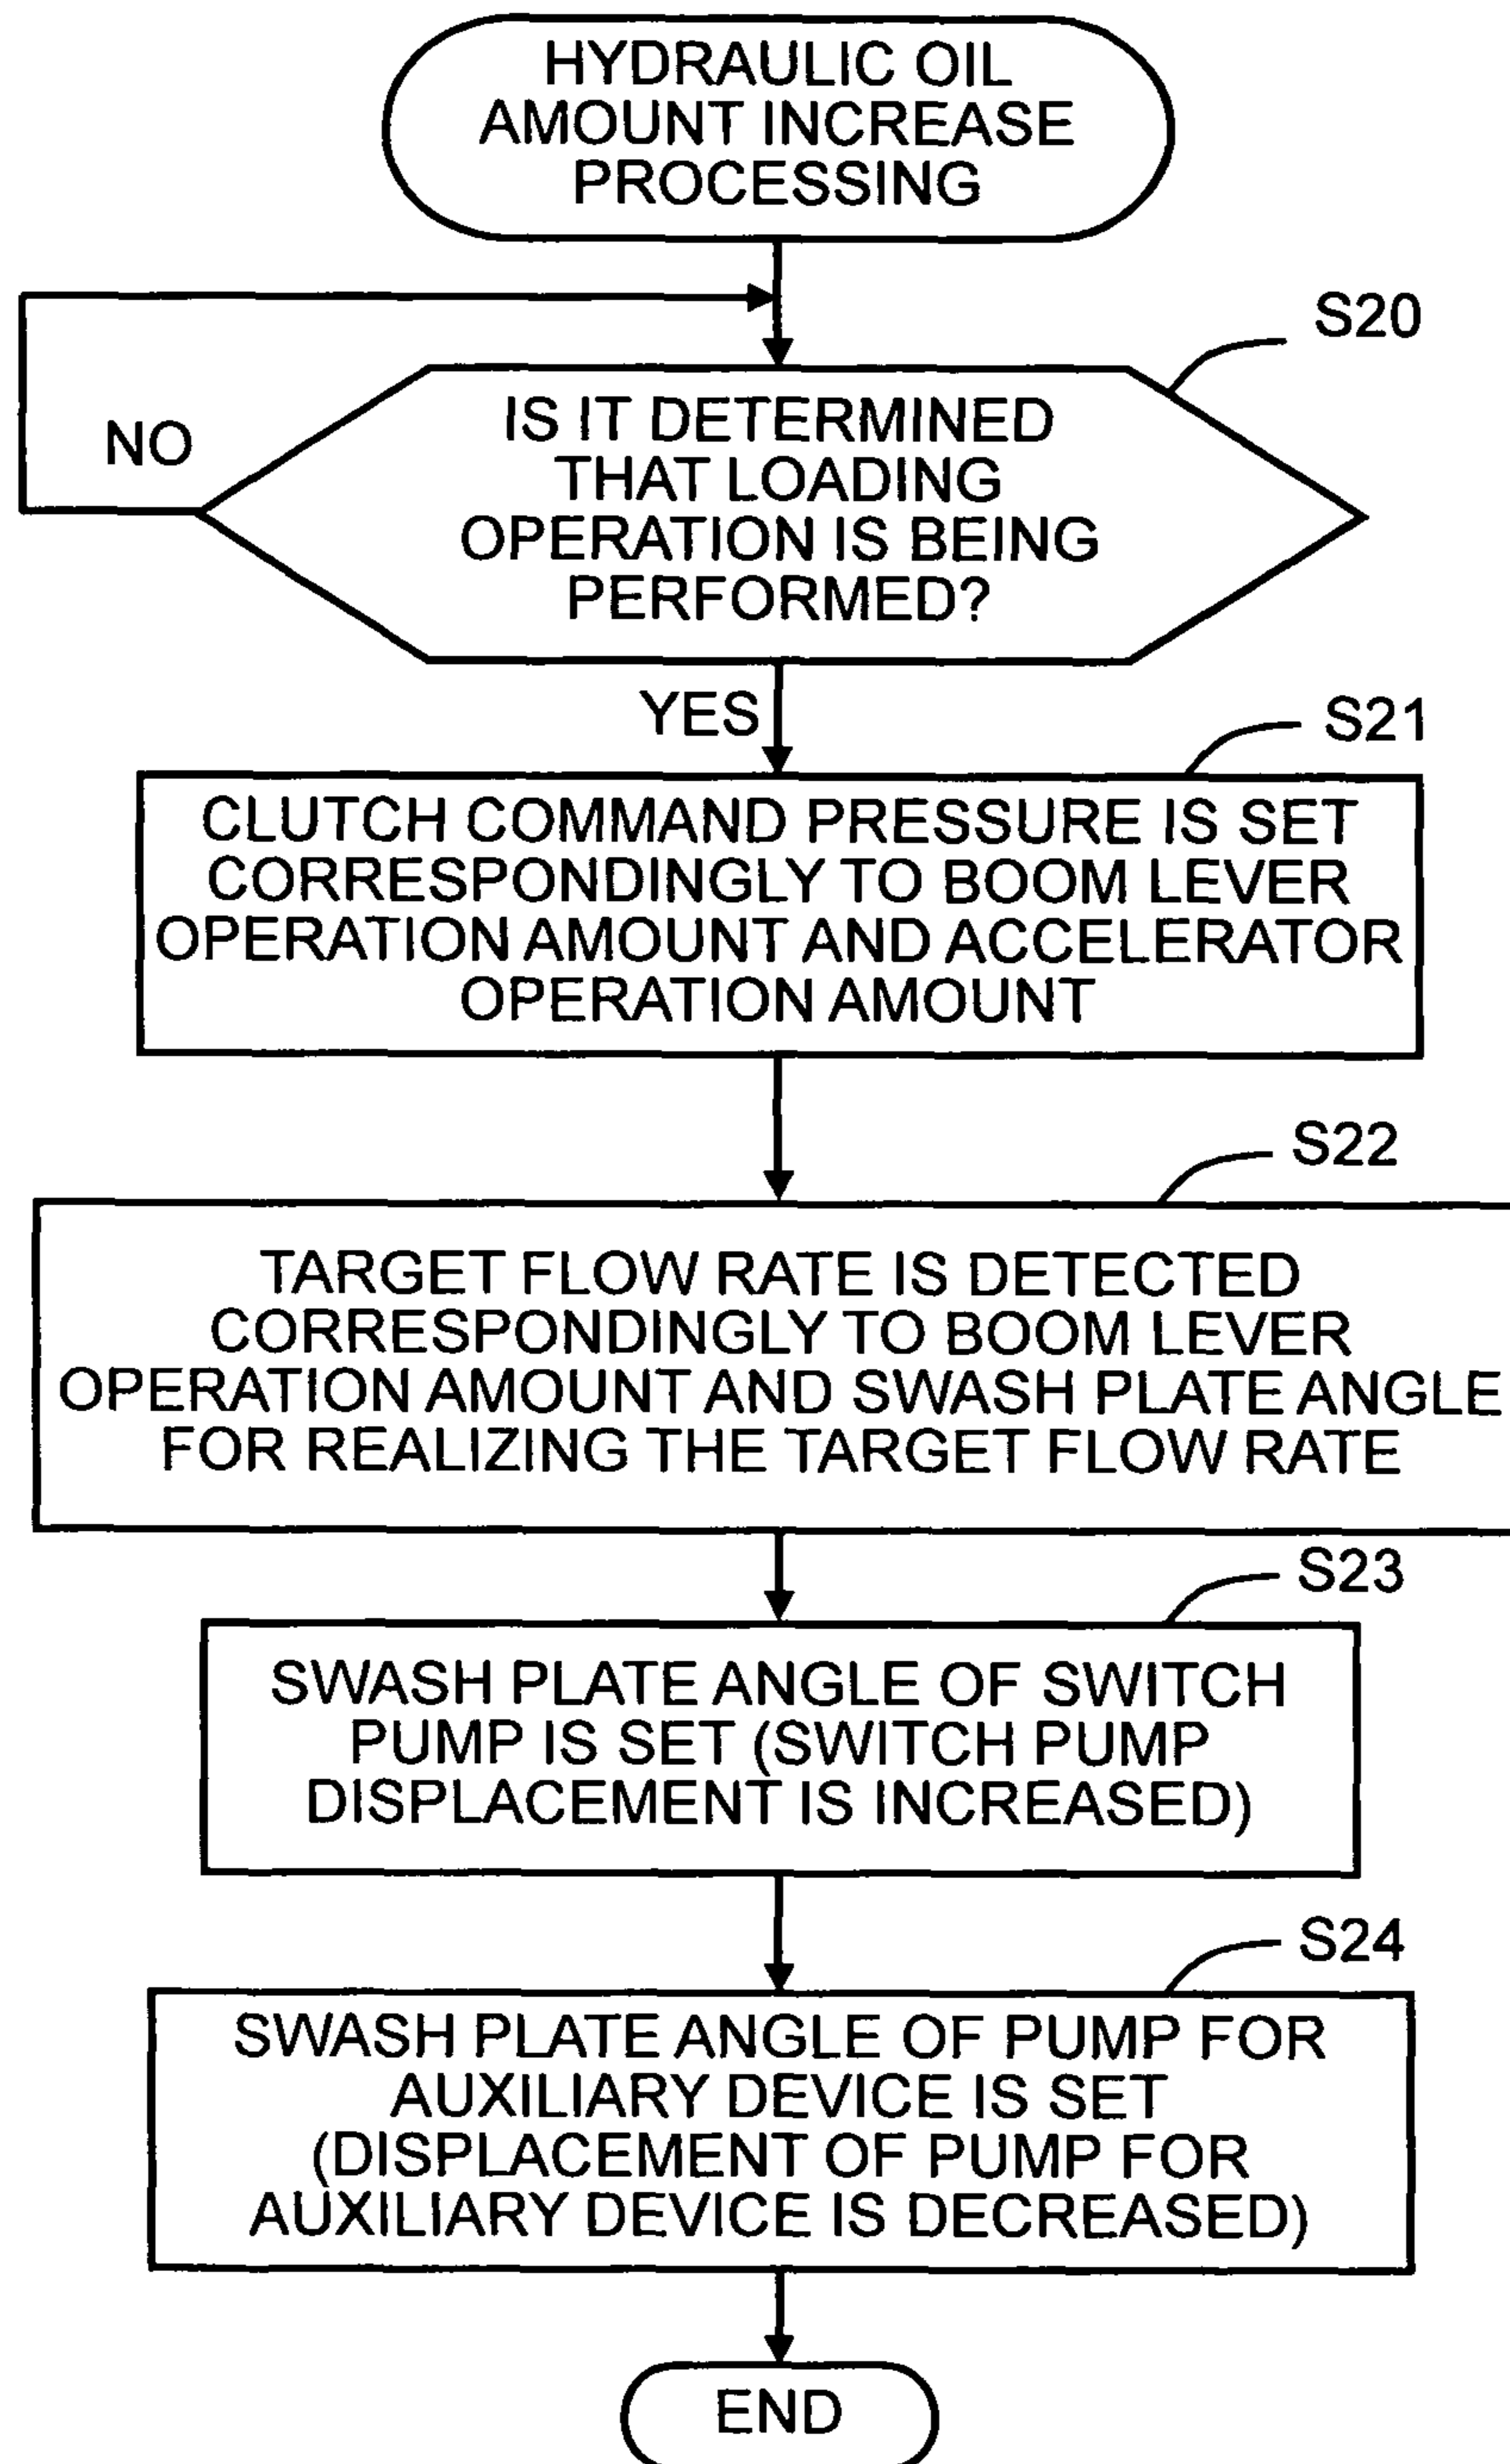 HYDRAULIC OIL
AMOUNT INCREASE
PROCESSING
S20
IS IT DETERMINED
THAT LOADING
OPERATION IS BEING
PERFORMED?
NO
YES
S21
CLUTCH COMMAND PRESSURE IS SET
CORRESPONDINGLY TO BOOM LEVER
OPERATION AMOUNT AND ACCELERATOR
OPERATION AMOUNT
S22
TARGET FLOW RATE IS DETECTED
CORRESPONDINGLY TO BOOM LEVER
OPERATION AMOUNT AND SWASH PLATE ANGLE
FOR REALIZING THE TARGET FLOW RATE
S23
SWASH PLATE ANGLE OF SWITCH
PUMP IS SET (SWITCH PUMP
DISPLACEMENT IS INCREASED)
S24
SWASH PLATE ANGLE OF PUMP FOR
AUXILIARY DEVICE IS SET
(DISPLACEMENT OF PUMP FOR
AUXILIARY DEVICE IS DECREASED)
END